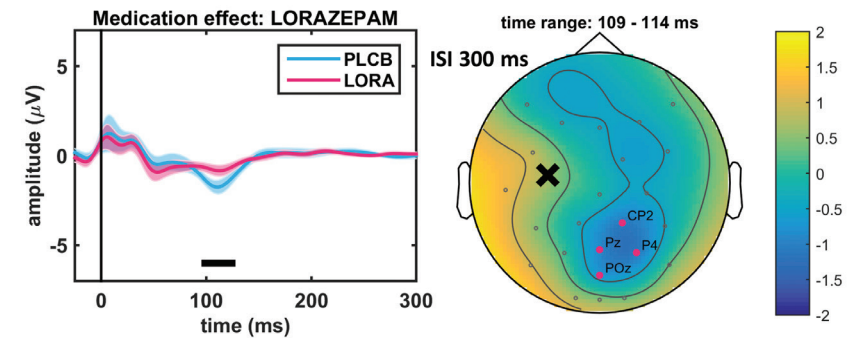 Medication effect: LORAZEPAM
PLCB
LORA
amplitude (μV)
5
0
-5
0
100
200
300
time (ms)
time range: 109 - 114 ms
ISI 300 ms
CP2
Pz
P4
POz
2
1.5
1
0.5
0
-0.5
-1
-1.5
-2